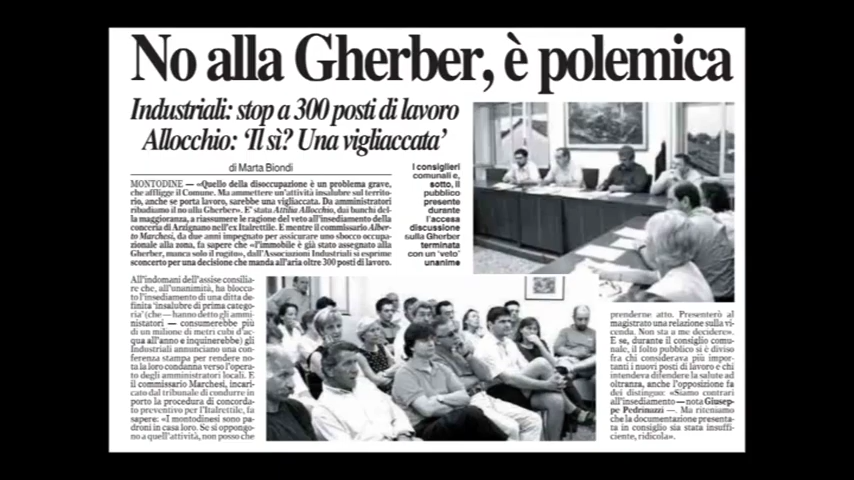 No alla Gherber, è polemica
Industriali: stop a 300 posti di lavoro
Allocchio: ‘Il sì? Una vigliaccata’
di Marta Biondi
MONTODINE — «Quello della disoccupazione è un problema grave,
che affligge il Comune. Ma ammettere un'attività insalubre sul territo-
rio, anche se porta lavoro, sarebbe una vigliaccata. Da amministratori
ribadiamo il no alla Gherber». E' stata Attilia Allocchio, dai banchi del-
la maggioranza, a riassumere le ragione del veto all'insediamento della
conceria di Arzignano nell'ex Italrettile. E mentre il commissario Alber-
to Marchesi, da due anni impegnato per assicurare uno sbocco occupa-
zionale alla zona, fa sapere che «l'immobile è già stato assegnato alla
Gherber, manca solo il rogito», dall'Associazioni Industriali si esprime
sconcerto per una decisione che manda all'aria oltre 300 posti di lavoro.
I consiglieri
comunali e,
sotto, il
pubblico
presente
durante
l'accesa
discussione
sulla Gherber
terminata
con un 'veto'
unanime
All'indomani dell'assise consilia-
re che, all'unanimità, ha blocca-
to l'insediamento di una ditta de-
finita 'insalubre di prima catego-
ria' (che — hanno detto gli ammi-
nistratori — consumerebbe più
di un milione di metri cubi d'ac-
qua all'anno e inquinerebbe) gli
Industriali annunciano una con-
ferenza stampa per rendere no-
ta la loro condanna verso l'opera-
to degli amministratori locali. E
il commissario Marchesi, incari-
cato dal tribunale di condurre in
porto la procedura di concorda-
to preventivo per l'Italrettile, fa
sapere: «I montodinesi sono pa-
droni in casa loro. Se si oppongo-
no a quell'attività, non posso che
prenderne atto. Presenterò al
magistrato una relazione sulla vi-
cenda. Non sta a me decidere».
E se, durante il consiglio comu-
nale, il folto pubblico si è diviso
fra chi considerava più impor-
tanti i nuovi posti di lavoro e chi
intendeva difendere la salute ad
oltranza, anche l'opposizione fa
dei distinguo: «Siamo contrari
all'insediamento — nota Giusep-
pe Pedrinazzi —. Ma riteniamo
che la documentazione presenta-
ta in consiglio sia stata insuffi-
ciente, ridicola».